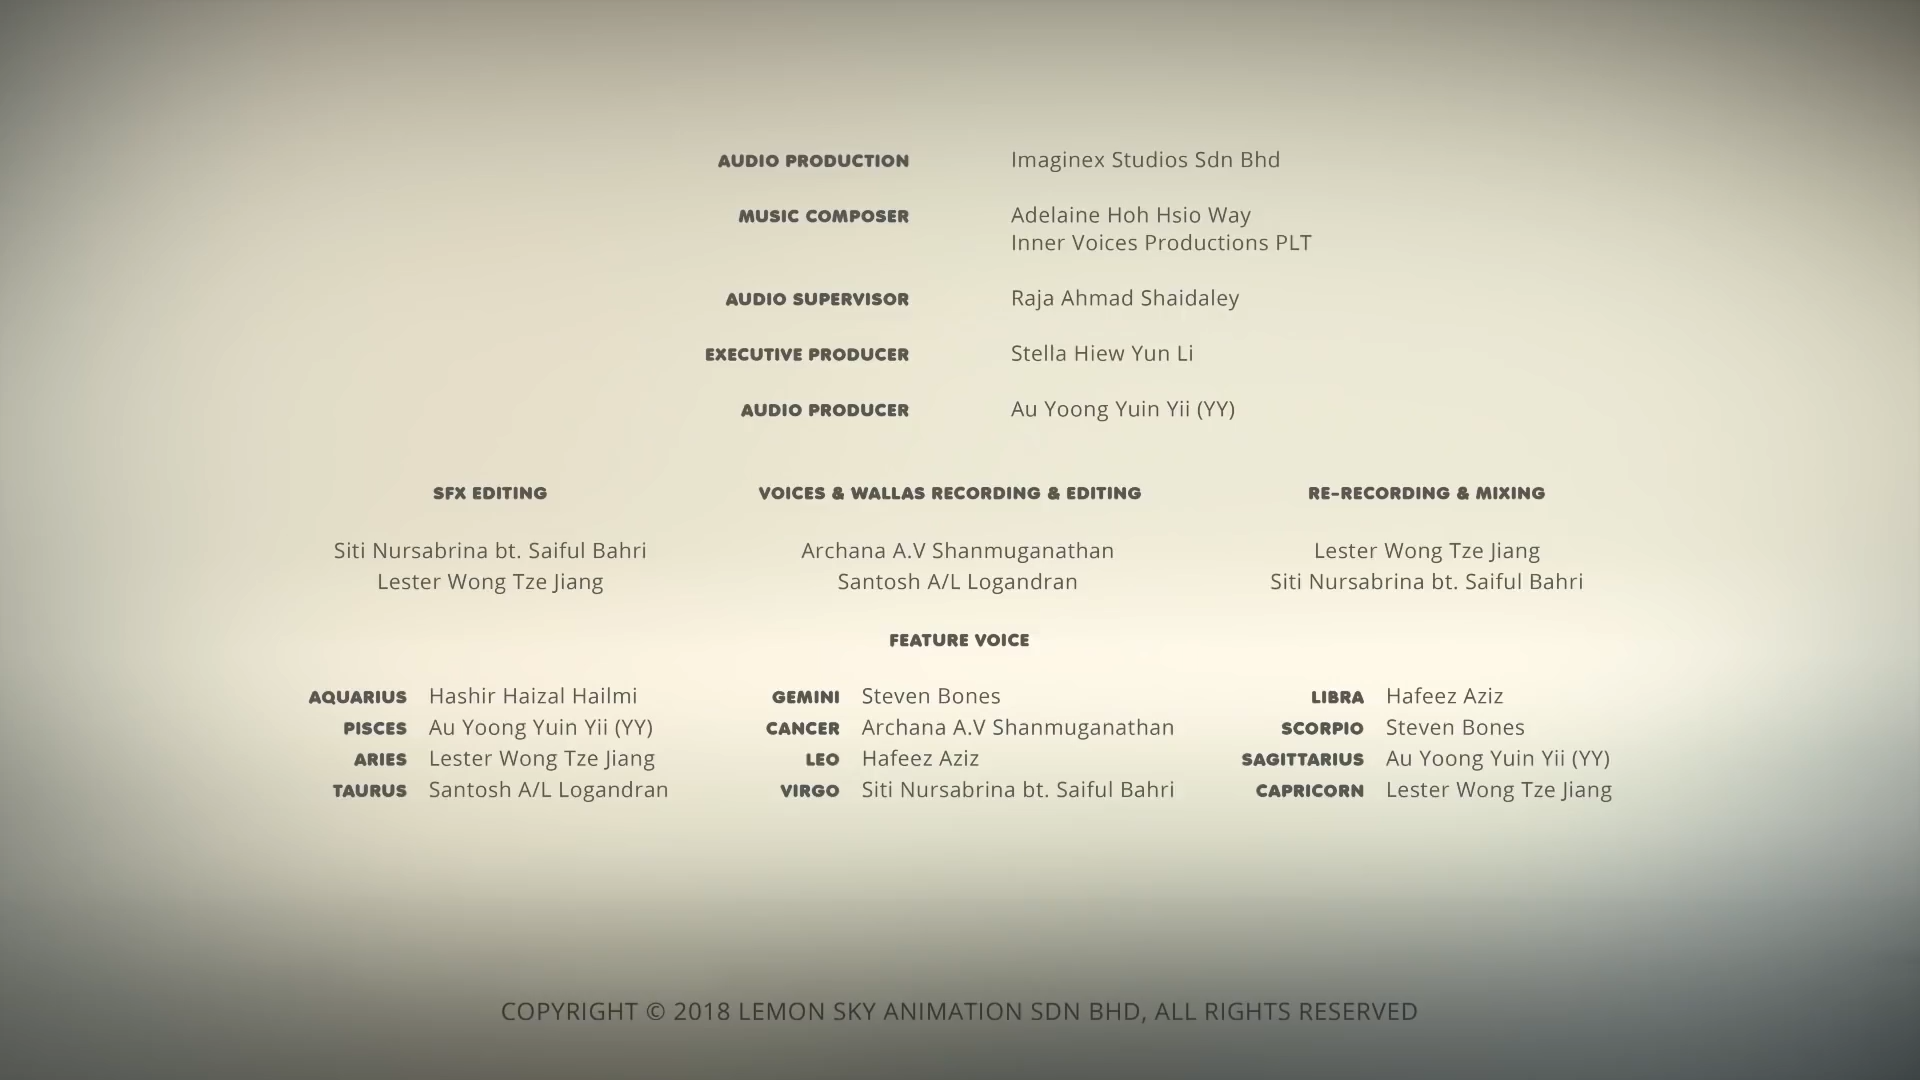 AUDIO PRODUCTION Imaginex Studios Sdn Bhd
MUSIC COMPOSER Adelaine Hoh Hsio Way
Inner Voices Productions PLT
AUDIO SUPERVISOR Raja Ahmad Shaidaley
EXECUTIVE PRODUCER Stella Hiew Yun Li
AUDIO PRODUCER Au Yoong Yuin Yii (YY)
SFX EDITING VOICES & WALLAS RECORDING & EDITING RE-RECORDING & MIXING
Siti Nursabrina bt. Saiful Bahri Archana A.V Shanmuganathan Lester Wong Tze Jiang
Lester Wong Tze Jiang Santosh A/L Logandran Siti Nursabrina bt. Saiful Bahri
FEATURE VOICE
AQUARIUS Hashir Haizal Hailmi GEMINI Steven Bones LIBRA Hafeez Aziz
PISCES Au Yoong Yuin Yii (YY) CANCER Archana A.V Shanmuganathan SCORPIO Steven Bones
ARIES Lester Wong Tze Jiang LEO Hafeez Aziz SAGITTARIUS Au Yoong Yuin Yii (YY)
TAURUS Santosh A/L Logandran VIRGO Siti Nursabrina bt. Saiful Bahri CAPRICORN Lester Wong Tze Jiang
COPYRIGHT © 2018 LEMON SKY ANIMATION SDN BHD, ALL RIGHTS RESERVED